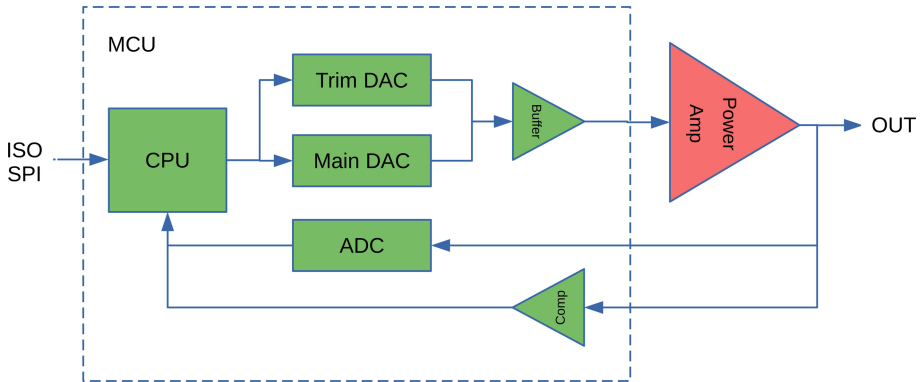 MCU
Trim DAC
Buffer
Power
Amp
OUT
ISO
SPI
CPU
Main DAC
ADC
Comp